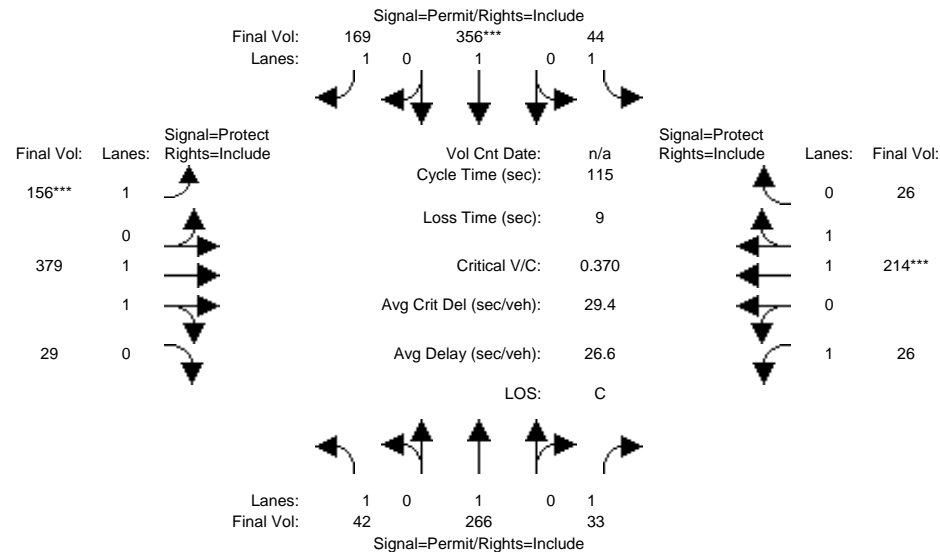 Signal=Permit/Rights=Include
Final Vol: 169 356*** 44
Lanes: 1 0 1 0 1
Signal=Protect Signal=Protect
Final Vol: Lanes: Rights=Include Vol Cnt Date: n/a Rights=Include Lanes: Final Vol:
Cycle Time (sec): 115
156*** 1 0 26
Loss Time (sec): 9
0 1
379 1 Critical V/C: 0.370 1 214***
1 Avg Crit Del (sec/veh): 29.4 0
29 0 Avg Delay (sec/veh): 26.6 1 26
LOS: C
Lanes: 1 0 1 0 1
Final Vol: 42 266 33
Signal=Permit/Rights=Include